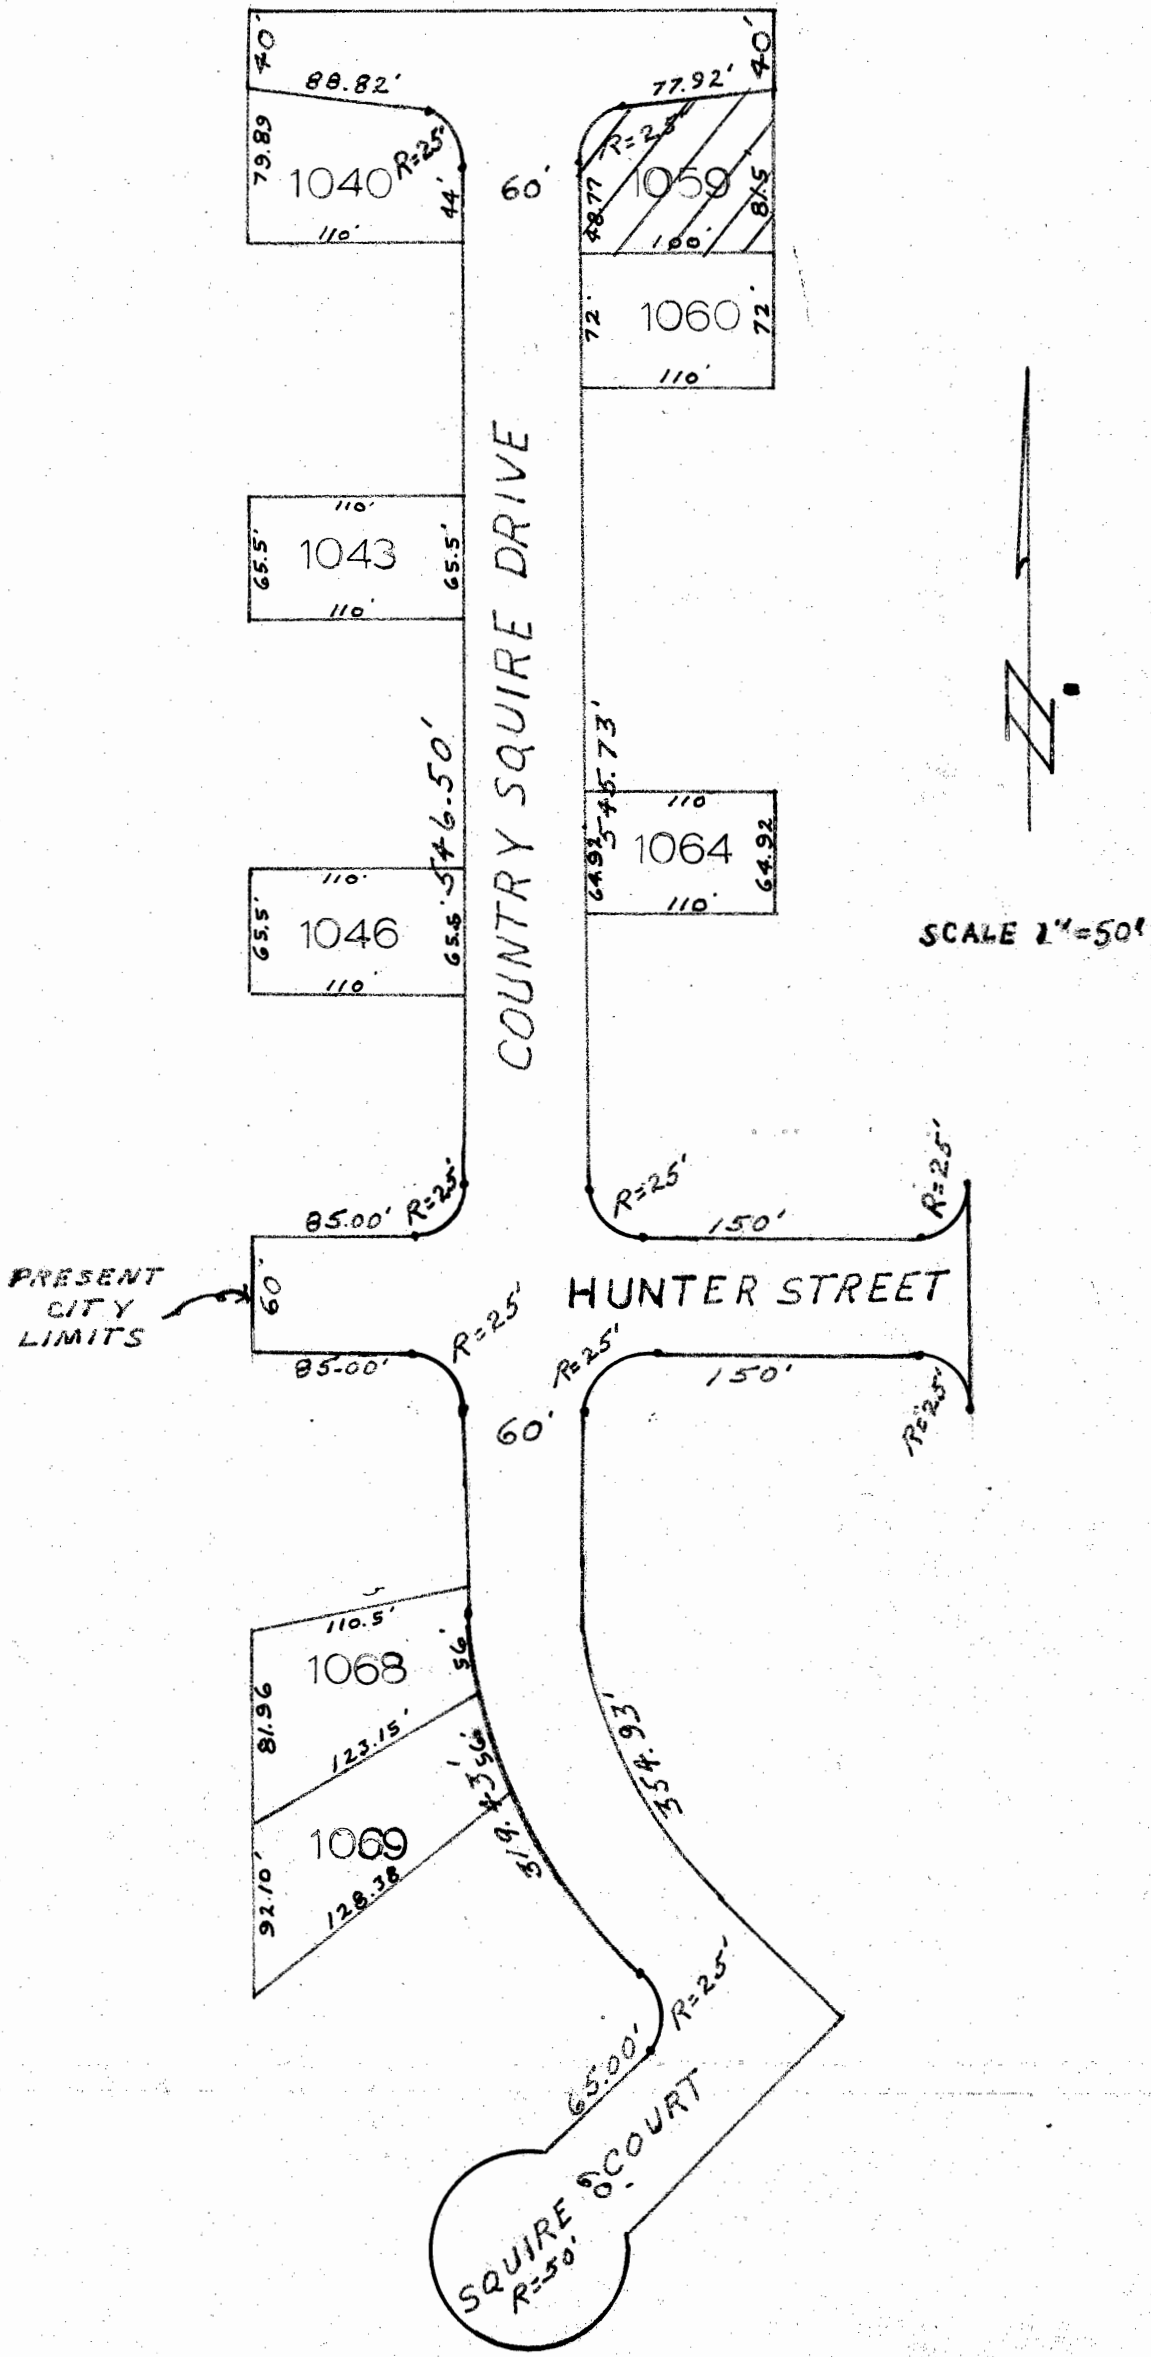 40'
40'
88.82'
77.92'
R=25'
R=25'
79.89
1040
44'
60'
48.77
1059
81.5
110'
100'
72'
1060
72'
110'
110'
65.5'
1043
65.5'
110'
COUNTRY SQUIRE DRIVE
546.50'
545.73'
110
64.92'
1064
64.92
110'
110'
65.5'
1046
65.5'
110'
N.
SCALE 1"=50'
R=25'
R=25'
R=25'
85.00'
150'
PRESENT
CITY
LIMITS
60'
HUNTER STREET
85.00'
R=25'
R=25'
150'
R=25'
60'
110.5'
1068
56'
81.96
123.15'
56'
319.43'
354.93'
1069
92.10'
128.38
R=25'
65.00'
SQUIRE COURT
60'
R=50'